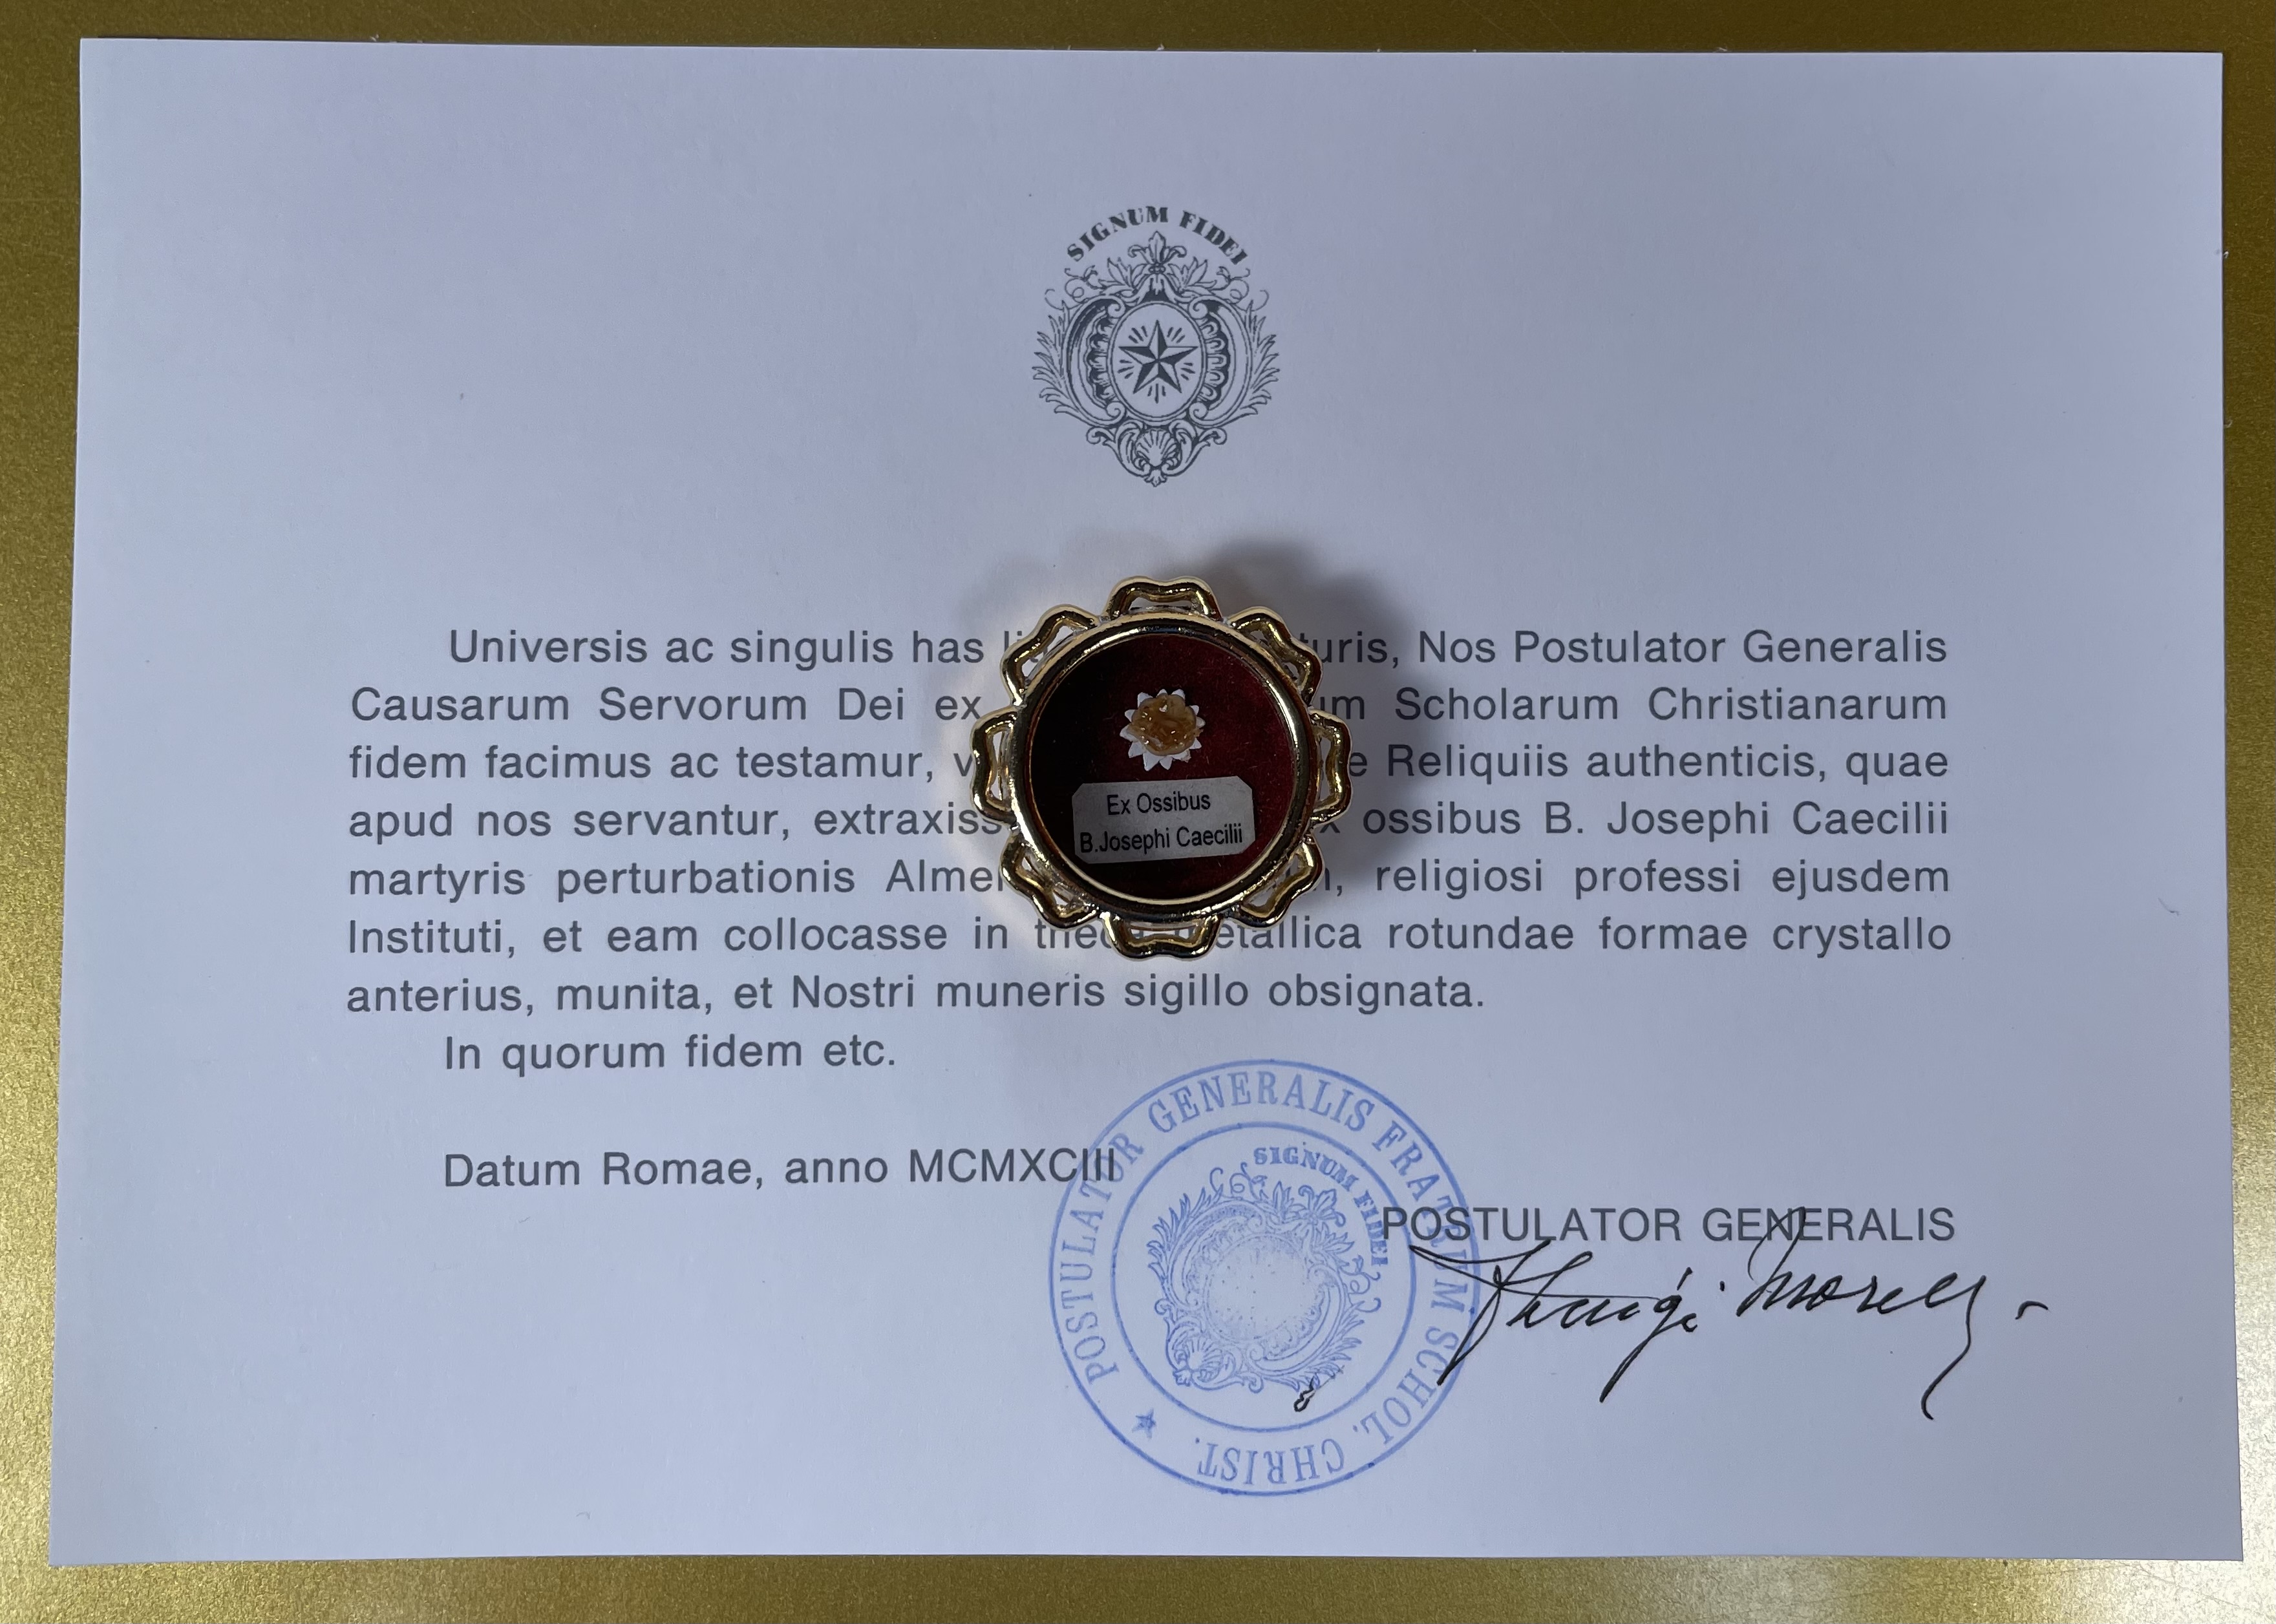 SIGNUM FIDEI
Universis ac singulis has turis, Nos Postulator Generalis
Causarum Servorum Dei ex Scholarum Christianarum
fidem facimus ac testamur, Reliquiis authenticis, quae
apud nos servantur, extraxiss ossibus B. Josephi Caecilii
martyris perturbationis Almer religiosi professi ejusdem
Instituti, et eam collocasse in theca metallica rotundae formae crystallo
anterius, munita, et Nostri muneris sigillo obsignata.
In quorum fidem etc.
Ex Ossibus
B.Josephi Caecilii
Datum Romae, anno MCMXCIII
POSTULATOR GENERALIS FRATRUM SCHOL. CHRIST.
SIGNUM FIDEI
POSTULATOR GENERALIS